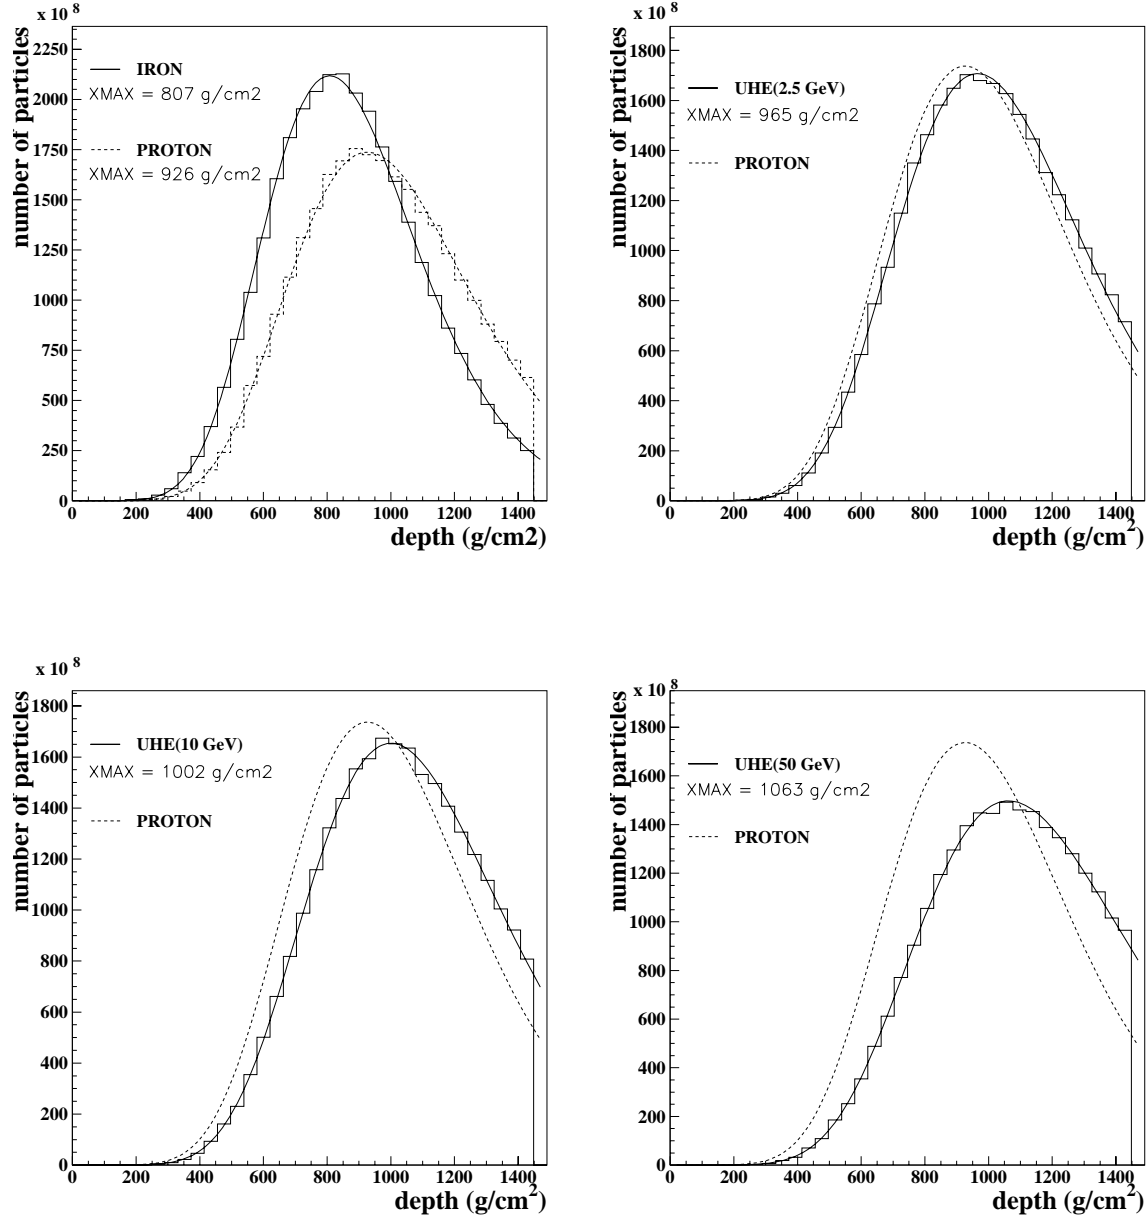 x 10 8
number of particles
2250
2000
1750
1500
1250
1000
750
500
250
0
IRON
XMAX = 807 g/cm2
PROTON
XMAX = 926 g/cm2
0 200 400 600 800 1000 1200 1400
depth (g/cm2)
x 10 8
number of particles
1800
1600
1400
1200
1000
800
600
400
200
0
UHE(2.5 GeV)
XMAX = 965 g/cm2
PROTON
0 200 400 600 800 1000 1200 1400
depth (g/cm2)
x 10 8
number of particles
1800
1600
1400
1200
1000
800
600
400
200
0
UHE(10 GeV)
XMAX = 1002 g/cm2
PROTON
0 200 400 600 800 1000 1200 1400
depth (g/cm2)
x 10 8
number of particles
1800
1600
1400
1200
1000
800
600
400
200
0
UHE(50 GeV)
XMAX = 1063 g/cm2
PROTON
0 200 400 600 800 1000 1200 1400
depth (g/cm2)